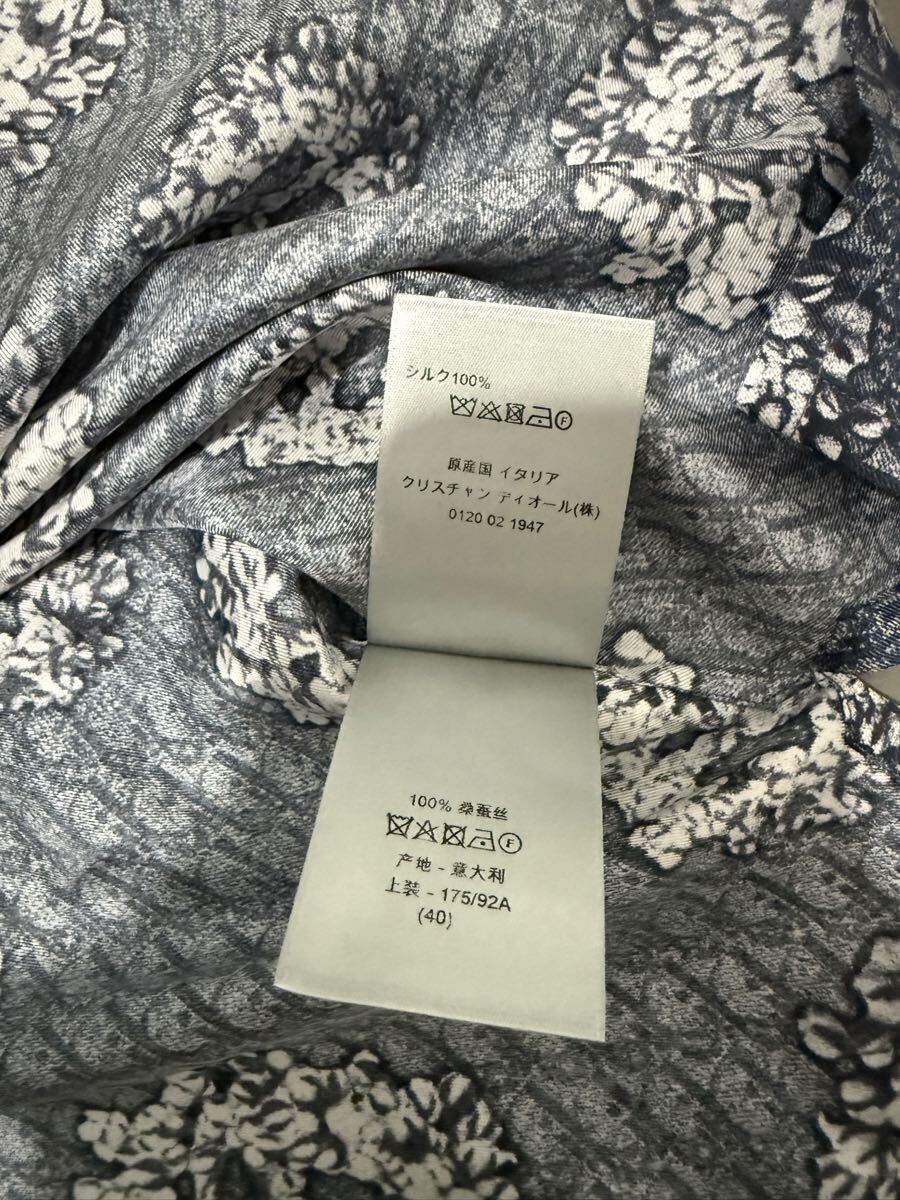 シルク100%
F
原産国 イタリア
クリスチャン ディオール(株)
0120 02 1947
100% 桑蚕丝
F
产地 - 意大利
上装 - 175/92A
(40)